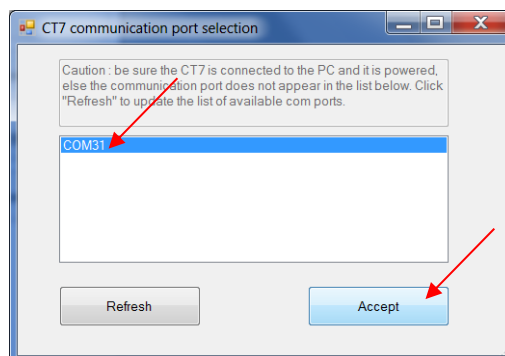 CT7 communication port selection
Caution : be sure the CT7 is connected to the PC and it is powered,
else the communication port does not appear in the list below. Click
"Refresh" to update the list of available com ports.
COM31
Refresh
Accept